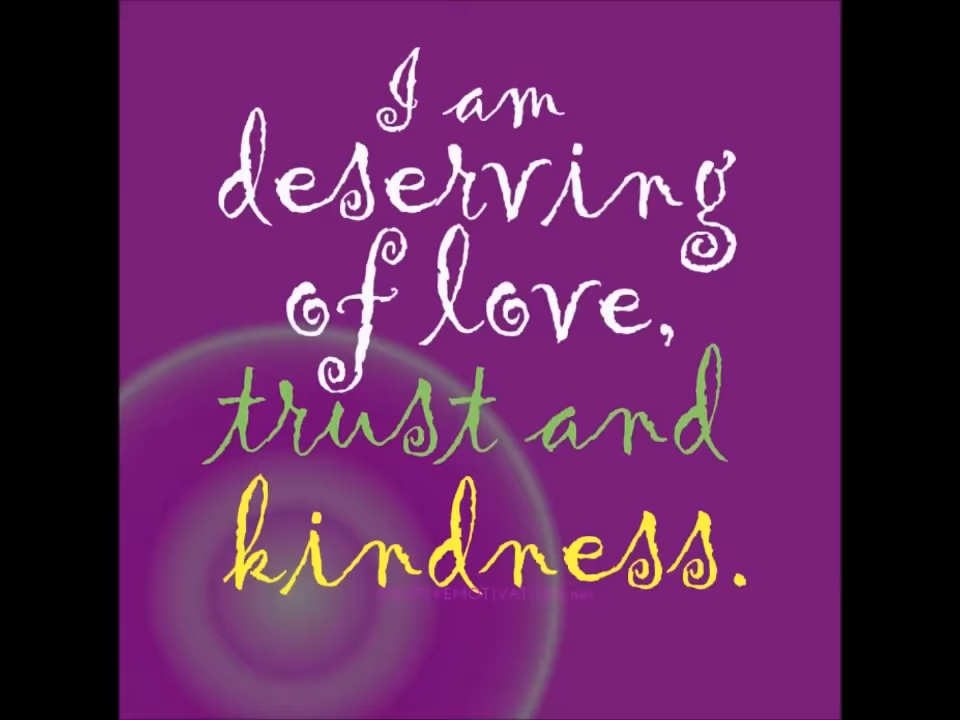 I am
deserving
of love,
trust and
kindness.